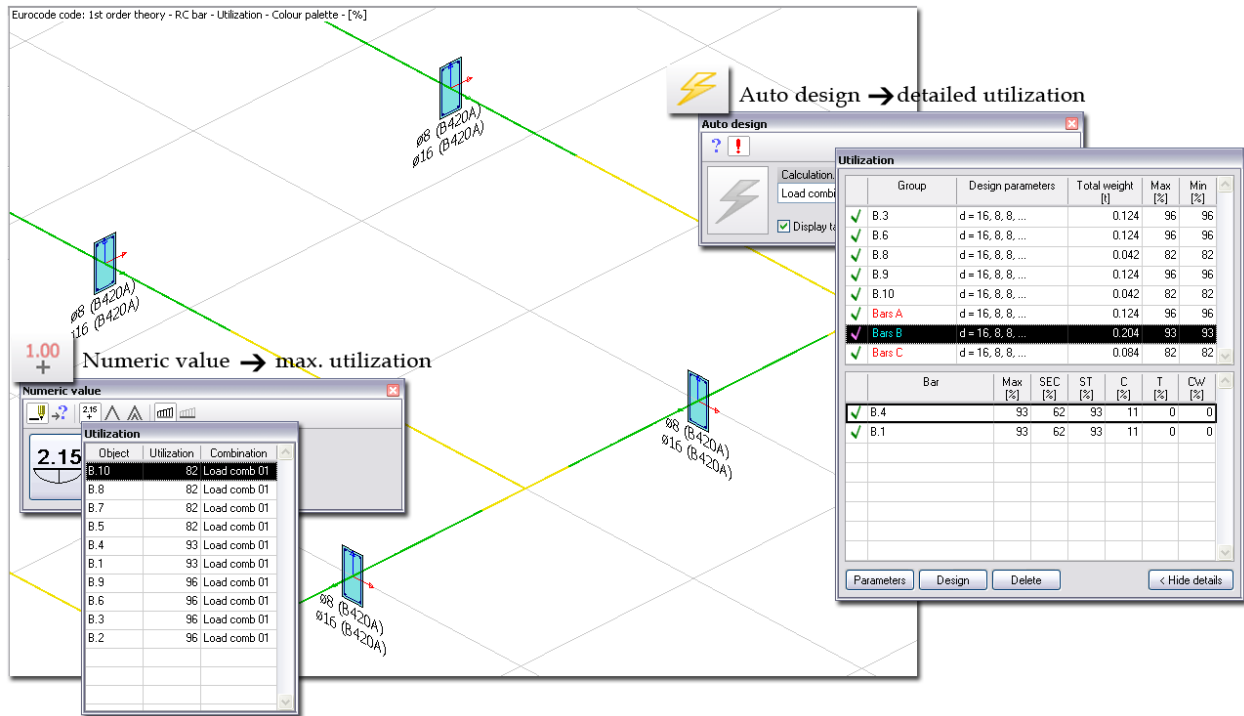 Eurocode code: 1st order theory - RC bar - Utilization - Colour palette - [%]
ø8 (B420A)
ø16 (B420A)
Auto design → detailed utilization
Auto design
?
!
Calculation.
Load combi
Display ta
Utilization
Group Design parameters Total weight [t] Max [%] Min [%]
B.3 d = 16, 8, 8, ... 0.124 96 96
B.6 d = 16, 8, 8, ... 0.124 96 96
B.8 d = 16, 8, 8, ... 0.042 82 82
B.9 d = 16, 8, 8, ... 0.124 96 96
B.10 d = 16, 8, 8, ... 0.042 82 82
Bars A d = 16, 8, 8, ... 0.124 96 96
Bars B d = 16, 8, 8, ... 0.204 93 93
Bars C d = 16, 8, 8, ... 0.084 82 82
Bar Max [%] SEC [%] ST [%] C [%] T [%] CW [%]
B.4 93 62 93 11 0 0
B.1 93 62 93 11 0 0
Parameters Design Delete < Hide details
ø8 (B420A)
ø16 (B420A)
1.00
+
Numeric value → max. utilization
Numeric value
? 2.15
2.15
Utilization
Object Utilization Combination
B.10 82 Load comb 01
B.8 82 Load comb 01
B.7 82 Load comb 01
B.5 82 Load comb 01
B.4 93 Load comb 01
B.1 93 Load comb 01
B.9 96 Load comb 01
B.6 96 Load comb 01
B.3 96 Load comb 01
B.2 96 Load comb 01
ø8 (B420A)
ø16 (B420A)
ø8 (B420A)
ø16 (B420A)